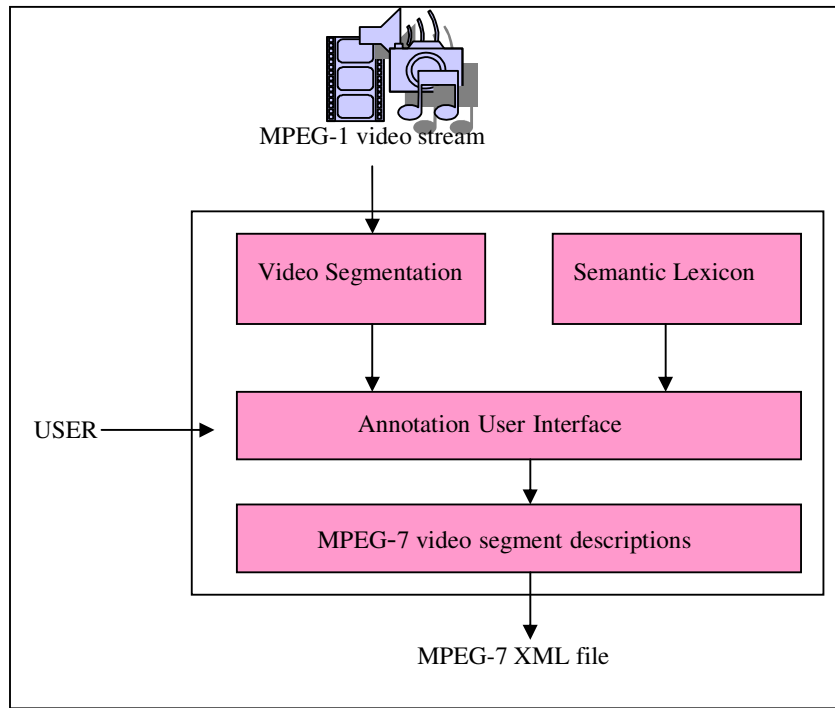 MPEG-1 video stream
Video Segmentation
Semantic Lexicon
USER
Annotation User Interface
MPEG-7 video segment descriptions
MPEG-7 XML file